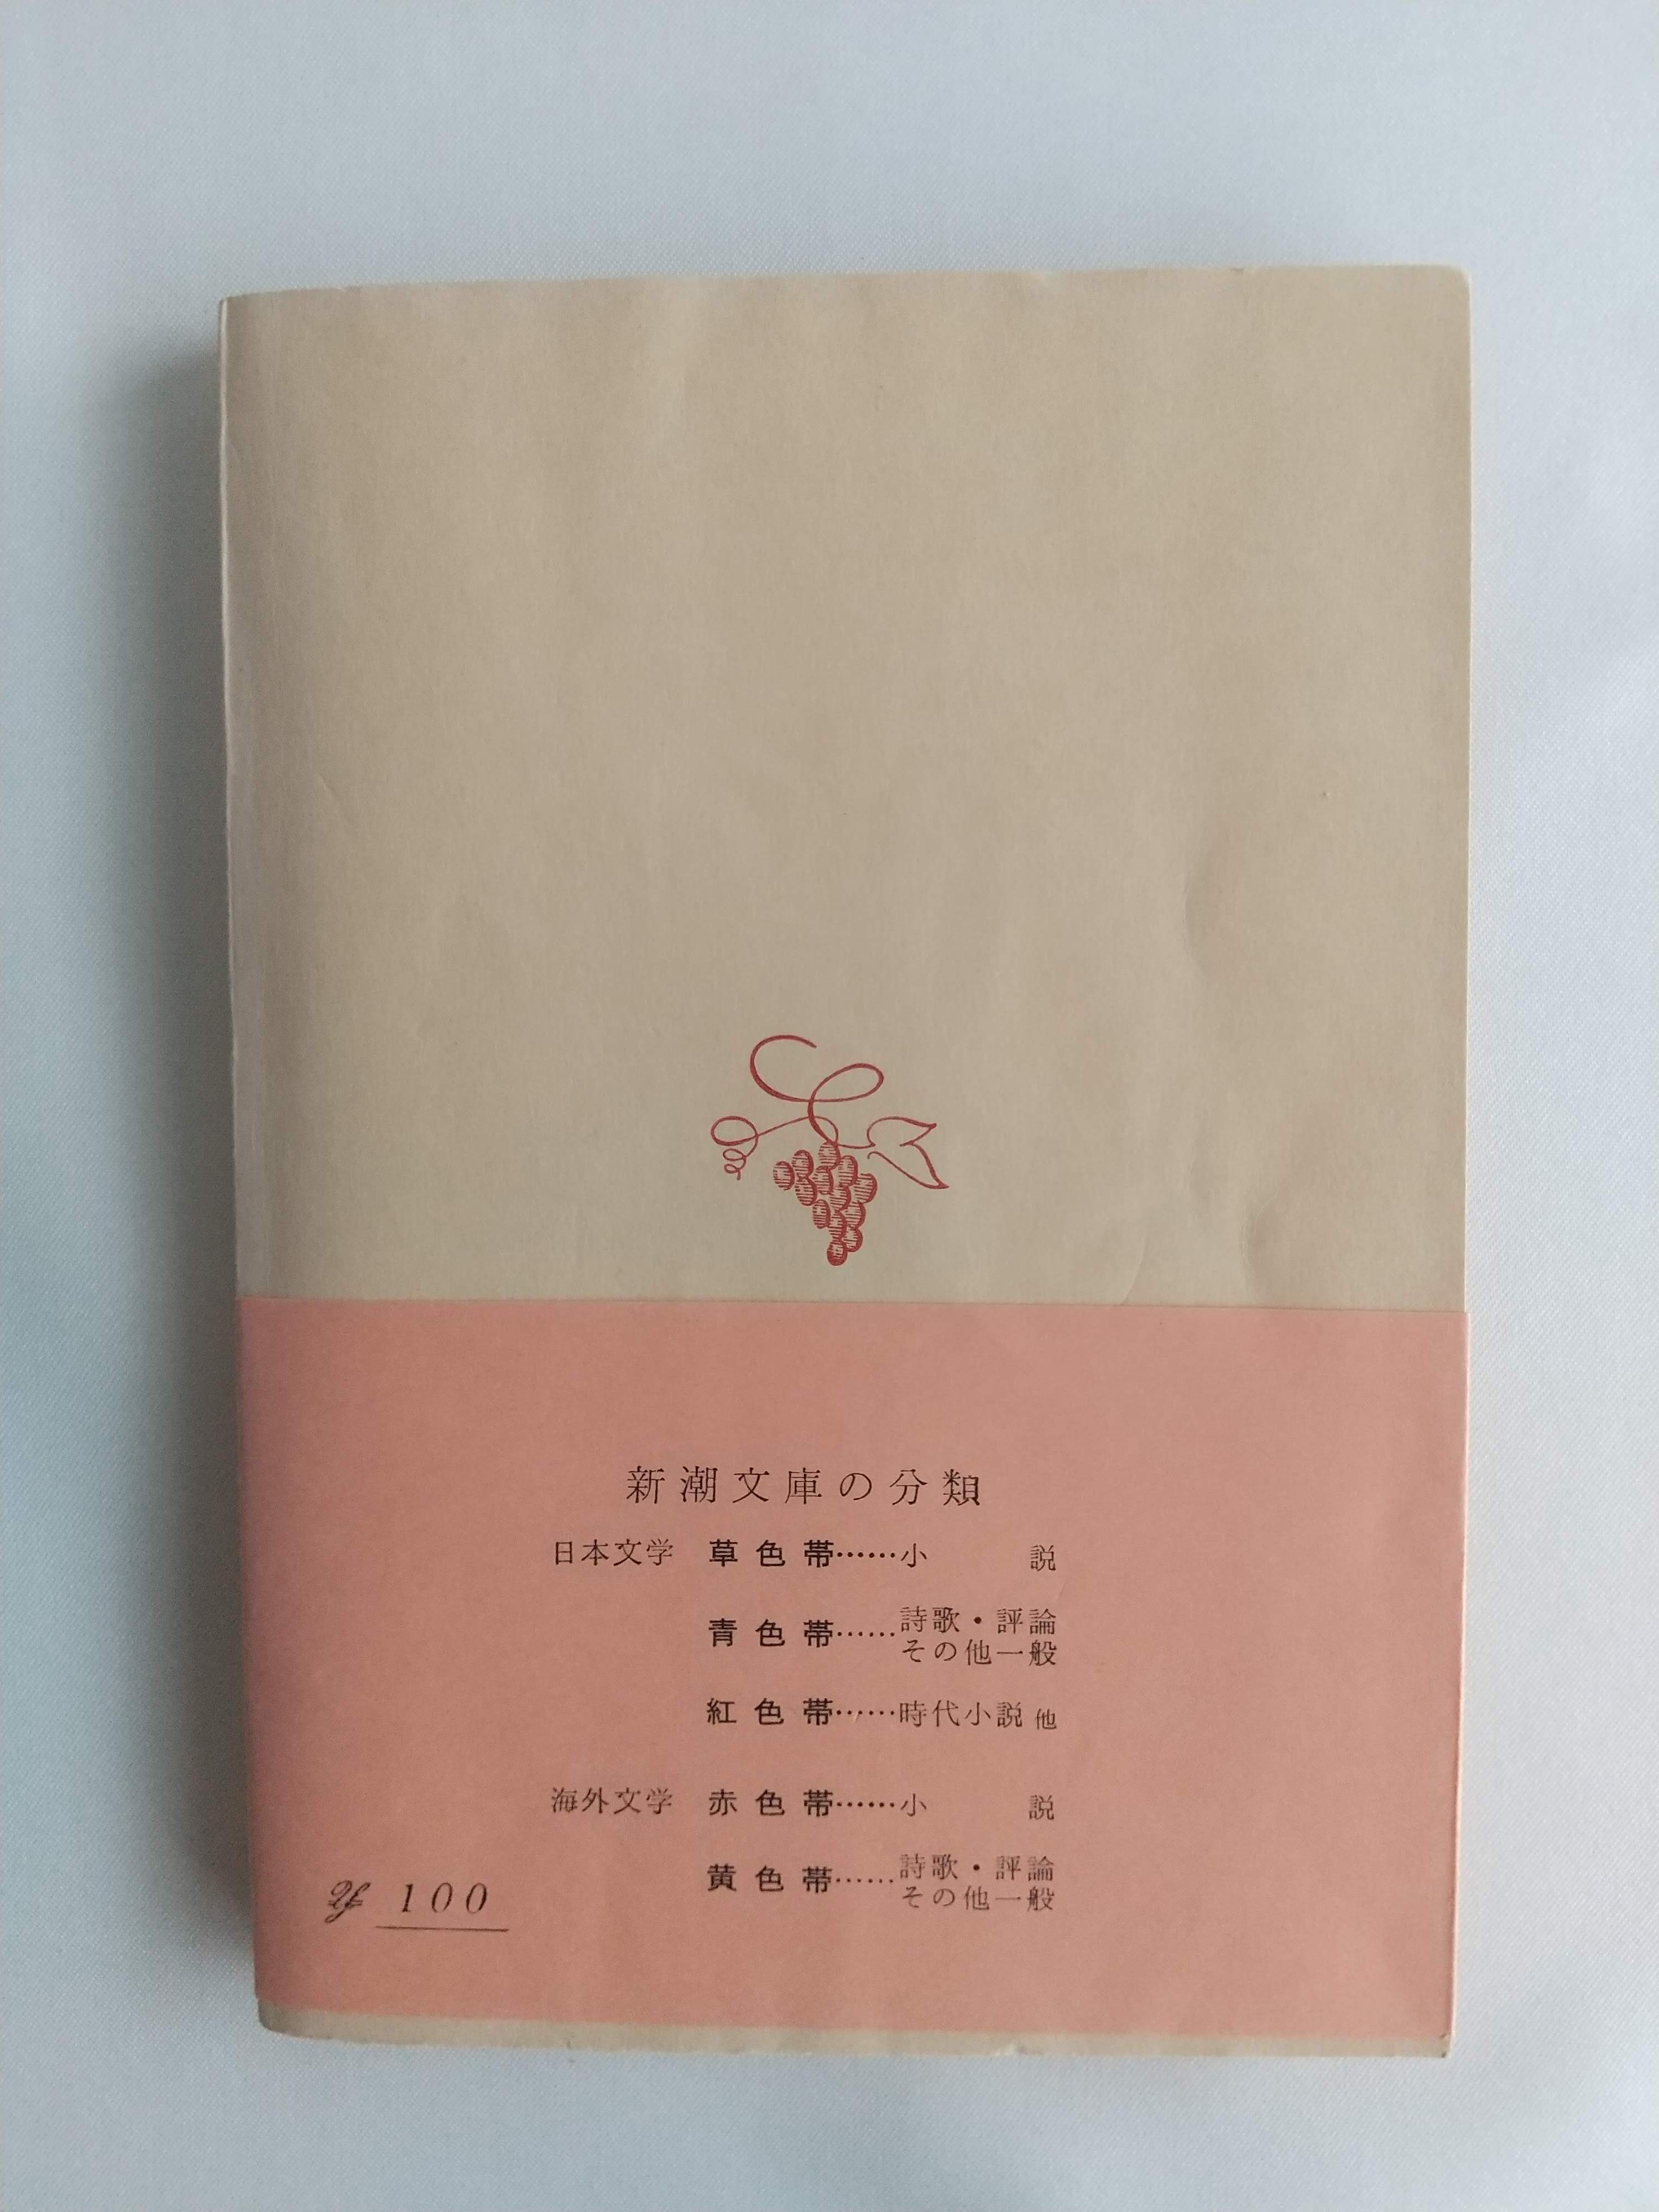 新潮文庫の分類
日本文学 草色帯……小説
青色帯……詩歌・評論
その他一般
紅色帯……時代小説他
海外文学 赤色帯……小説
黄色帯……詩歌・評論
その他一般
¥ 100